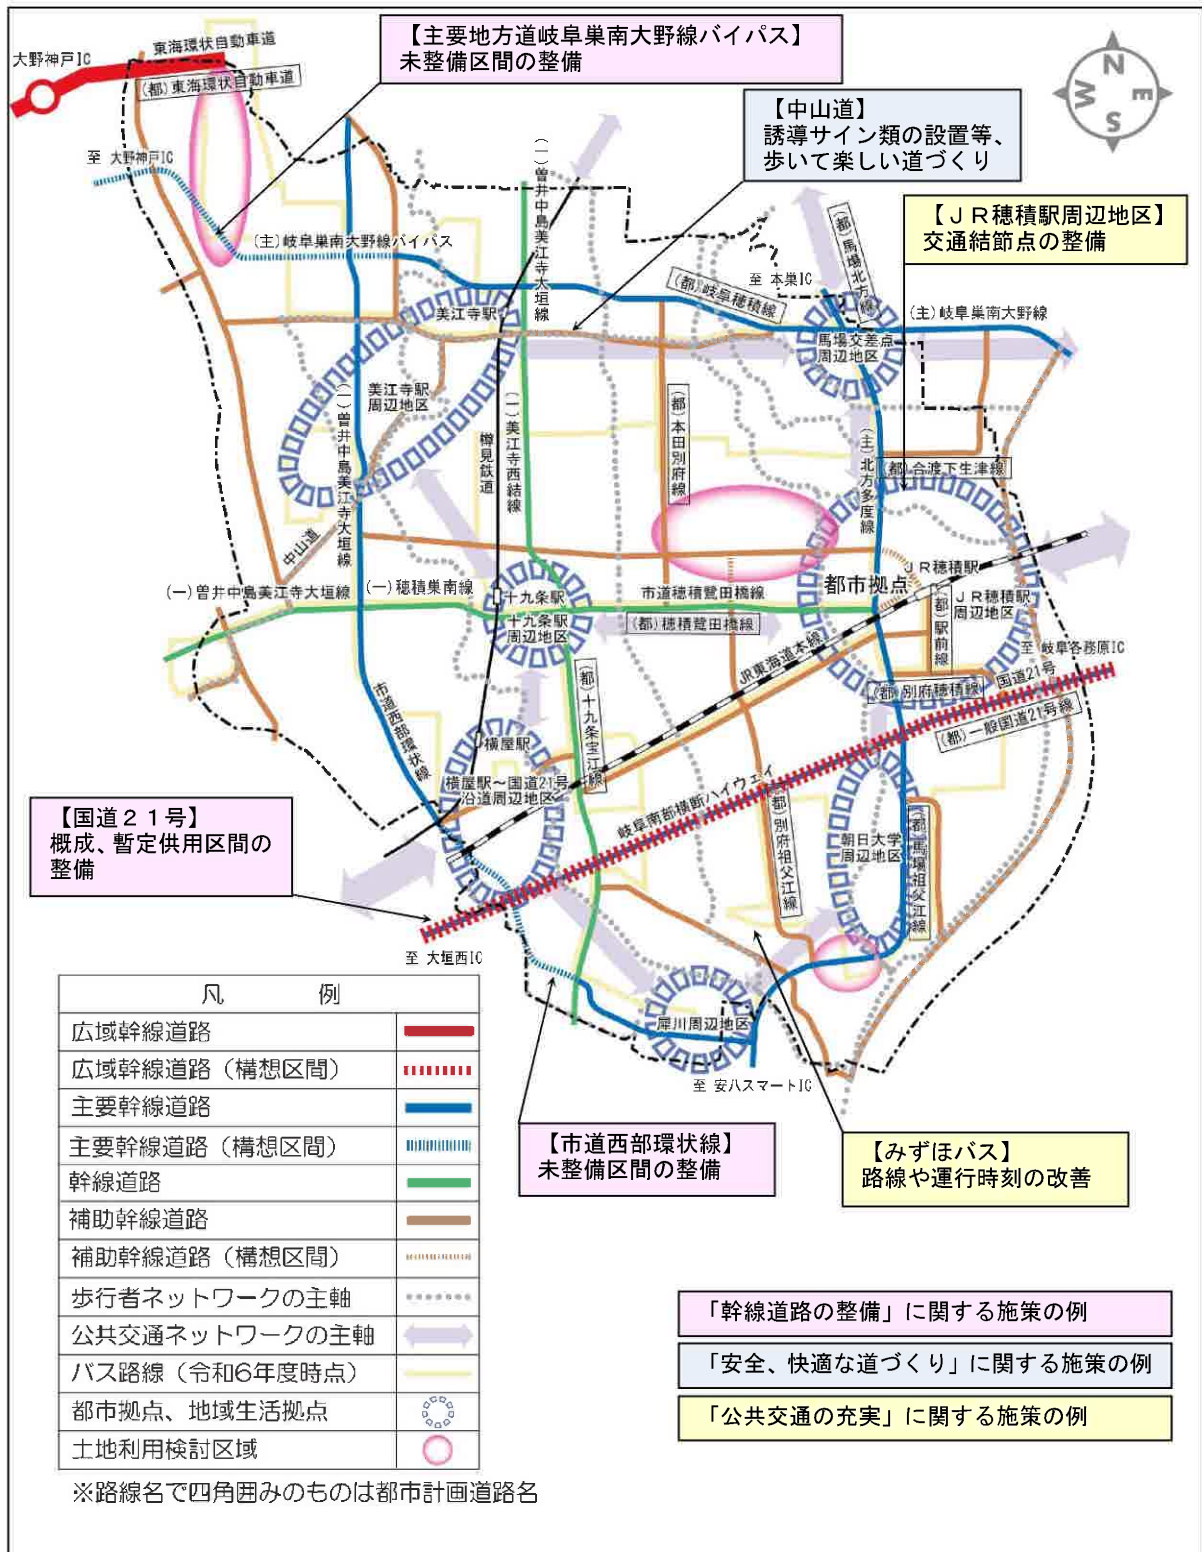 【主要地方道岐阜巣南大野線バイパス】
未整備区間の整備
大野神戸IC
東海環状自動車道
(都)東海環状自動車道
【中山道】
誘導サイン類の設置等、
歩いて楽しい道づくり
N
E
S
W
至 大野神戸IC
(一)曽井中島美江寺大垣線
【JR穂積駅周辺地区】
交通結節点の整備
(主)岐阜巣南大野線バイパス
(都)馬場北方線
至 本巣IC
(都)岐阜穂積線
美江寺駅
(主)岐阜巣南大野線
馬場交差点
周辺地区
美江寺駅
周辺地区
(一)曽井中島美江寺大垣線
(一)美江寺西結線
樽見鉄道
(都)本田別府線
(主)北方多度線
(都)合渡下生津線
中山道
JR穂積駅
都市拠点
(一)曽井中島美江寺大垣線
(一)穂積巣南線
十九条駅
市道穂積鷺田橋線
JR穂積駅
周辺地区
十九条駅
周辺地区
(都)穂積鷺田橋線
(都)駅前線
至 岐阜各務原IC
JR東海道本線
国道21号
(都)別府穂積線
(都)一般国道21号線
市道西部環状線
(都)十九条宝江線
横屋駅
横屋駅～国道21号
沿道周辺地区
岐阜南部横断ハイウェイ
(都)別府祖父江線
朝日大学
周辺地区
(都)馬場祖父江線
【国道21号】
概成、暫定供用区間の
整備
至 大垣西IC
犀川周辺地区
至 安八スマートIC
【市道西部環状線】
未整備区間の整備
【みずほバス】
路線や運行時刻の改善
凡 例
広域幹線道路
広域幹線道路（構想区間）
主要幹線道路
主要幹線道路（構想区間）
幹線道路
補助幹線道路
補助幹線道路（構想区間）
歩行者ネットワークの主軸
公共交通ネットワークの主軸
バス路線（令和6年度時点）
都市拠点、地域生活拠点
土地利用検討区域
※路線名で四角囲みのものは都市計画道路名
「幹線道路の整備」に関する施策の例
「安全、快適な道づくり」に関する施策の例
「公共交通の充実」に関する施策の例